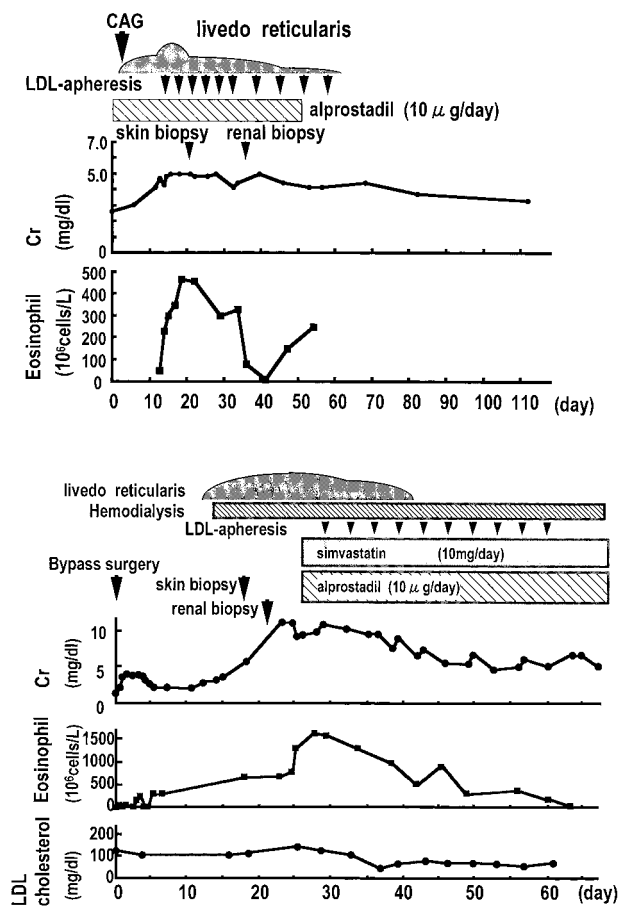 CAG
livedo reticularis
LDL-apheresis
alprostadil (10 μ g/day)
skin biopsy renal biopsy
7.0
5.0
0
Cr
(mg/dl)
500
400
300
200
100
0
Eosinophil
(10⁶cells/L)
0 10 20 30 40 50 60 70 80 90 100 110 (day)
livedo reticularis
Hemodialysis
LDL-apheresis
simvastatin (10mg/day)
Bypass surgery
alprostadil (10 μ g/day)
skin biopsy
renal biopsy
10
5
0
Cr
(mg/dl)
1500
1000
500
0
Eosinophil
(10⁶cells/L)
200
100
0
LDL
cholesterol
(mg/dl)
0 10 20 30 40 50 60 (day)